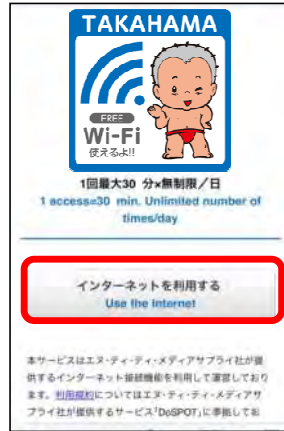 TAKAHAMA
FREE
Wi-Fi
使えるよ!!
1回最大30 分×無制限／日
1 access=30 min. Unlimited number of
times/day
インターネットを利用する
Use the Internet
本サービスはエヌ・ティ・ティ・メディアサプライ社が提
供するインターネット接続機能を利用して運営しており
ます。利用規約についてはエヌ・ティ・ティ・メディアサ
プライ社が提供するサービス「DoSPOT」に準拠してお